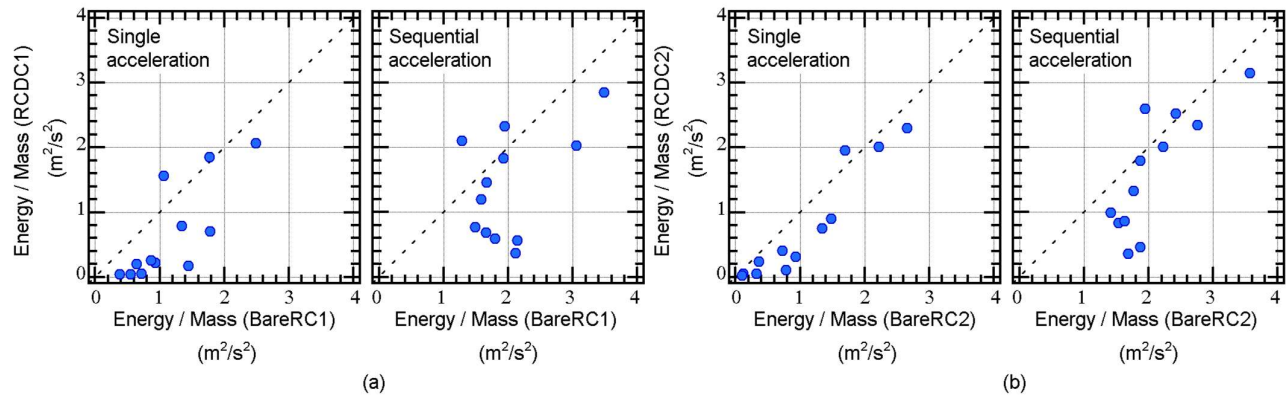 Energy / Mass (RCDC1)
(m²/s²)
4
3
2
1
0
Single
acceleration
0 1 2 3 4
Energy / Mass (BareRC1)
(m²/s²)
Sequential
acceleration
0 1 2 3 4
Energy / Mass (BareRC1)
(m²/s²)
(a)
Energy / Mass (RCDC2)
(m²/s²)
4
3
2
1
0
Single
acceleration
0 1 2 3 4
Energy / Mass (BareRC2)
(m²/s²)
Sequential
acceleration
0 1 2 3 4
Energy / Mass (BareRC2)
(m²/s²)
(b)